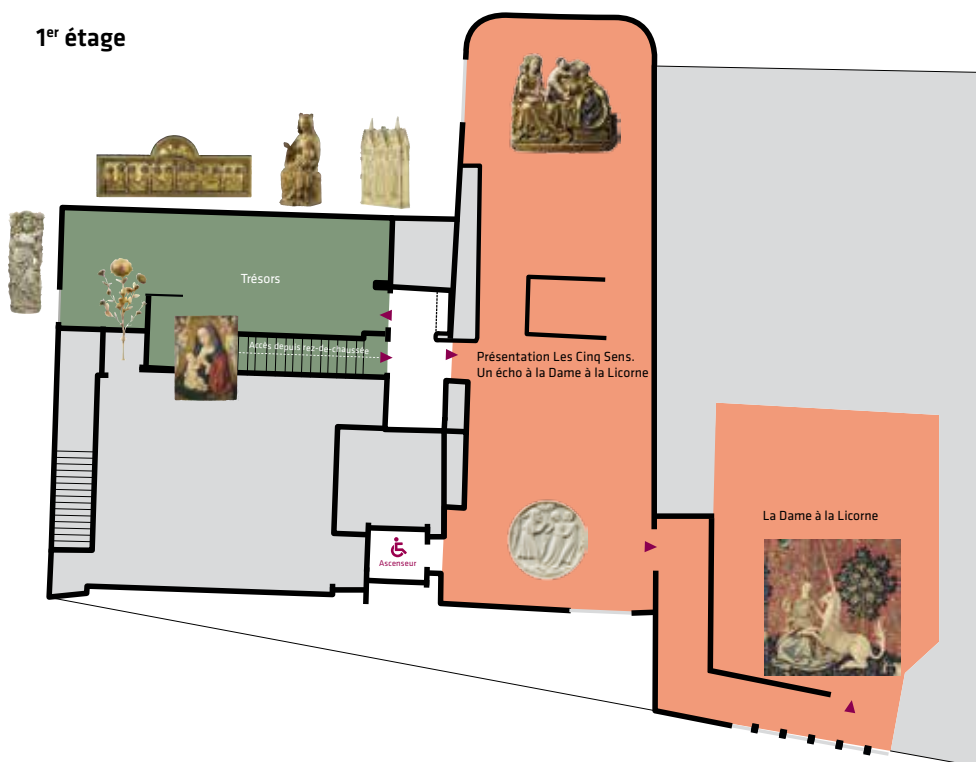 1er étage
Trésors
Accès depuis rez-de-chaussée
Présentation Les Cinq Sens.
Un écho à la Dame à la Licorne
La Dame à la Licorne
Ascenseur